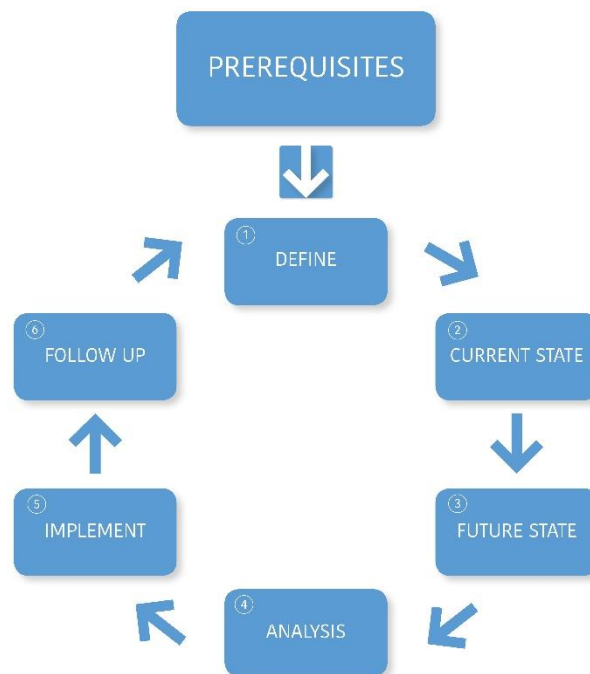 PREREQUISITES
1
DEFINE
2
CURRENT STATE
3
FUTURE STATE
4
ANALYSIS
5
IMPLEMENT
6
FOLLOW UP